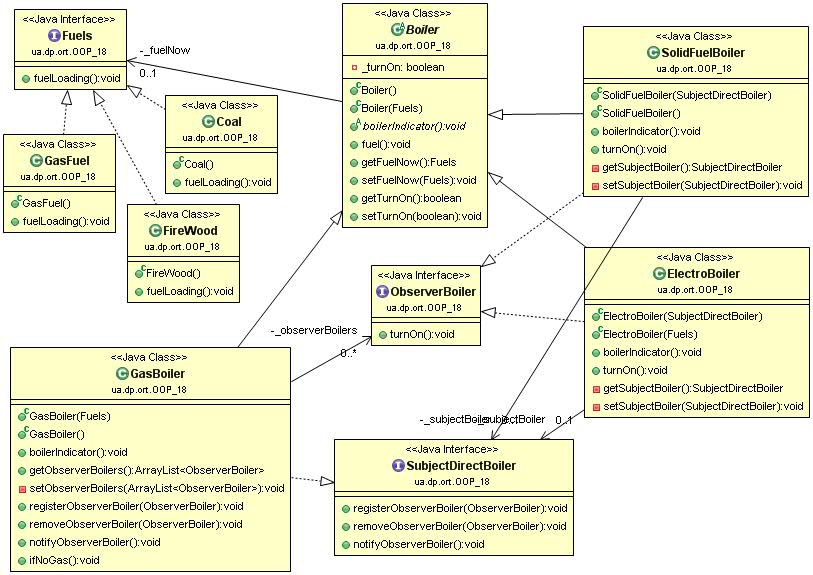 <<Java Interface>>
Fuels
ua.dp.ort.OOP_18
fuelLoading():void
-_fuelNow
0..1
<<Java Class>>
Boiler
ua.dp.ort.OOP_18
_turnOn: boolean
Boiler()
Boiler(Fuels)
boilerIndicator():void
fuel():void
getFuelNow():Fuels
setFuelNow(Fuels):void
getTurnOn():boolean
setTurnOn(boolean):void
<<Java Class>>
SolidFuelBoiler
ua.dp.ort.OOP_18
SolidFuelBoiler(SubjectDirectBoiler)
SolidFuelBoiler()
boilerIndicator():void
turnOn():void
getSubjectBoiler():SubjectDirectBoiler
setSubjectBoiler(SubjectDirectBoiler):void
<<Java Class>>
Coal
ua.dp.ort.OOP_18
Coal()
fuelLoading():void
<<Java Class>>
GasFuel
ua.dp.ort.OOP_18
GasFuel()
fuelLoading():void
<<Java Class>>
FireWood
ua.dp.ort.OOP_18
FireWood()
fuelLoading():void
<<Java Interface>>
ObserverBoiler
ua.dp.ort.OOP_18
turnOn():void
<<Java Class>>
ElectroBoiler
ua.dp.ort.OOP_18
ElectroBoiler(SubjectDirectBoiler)
ElectroBoiler(Fuels)
boilerIndicator():void
turnOn():void
getSubjectBoiler():SubjectDirectBoiler
setSubjectBoiler(SubjectDirectBoiler):void
-_observerBoilers
0..*
<<Java Class>>
GasBoiler
ua.dp.ort.OOP_18
GasBoiler(Fuels)
GasBoiler()
boilerIndicator():void
getObserverBoilers():ArrayList<ObserverBoiler>
setObserverBoilers(ArrayList<ObserverBoiler>):void
registerObserverBoiler(ObserverBoiler):void
removeObserverBoiler(ObserverBoiler):void
notifyObserverBoiler():void
ifNoGas():void
-_subjectBoiler
0..1
<<Java Interface>>
SubjectDirectBoiler
ua.dp.ort.OOP_18
registerObserverBoiler(ObserverBoiler):void
removeObserverBoiler(ObserverBoiler):void
notifyObserverBoiler():void